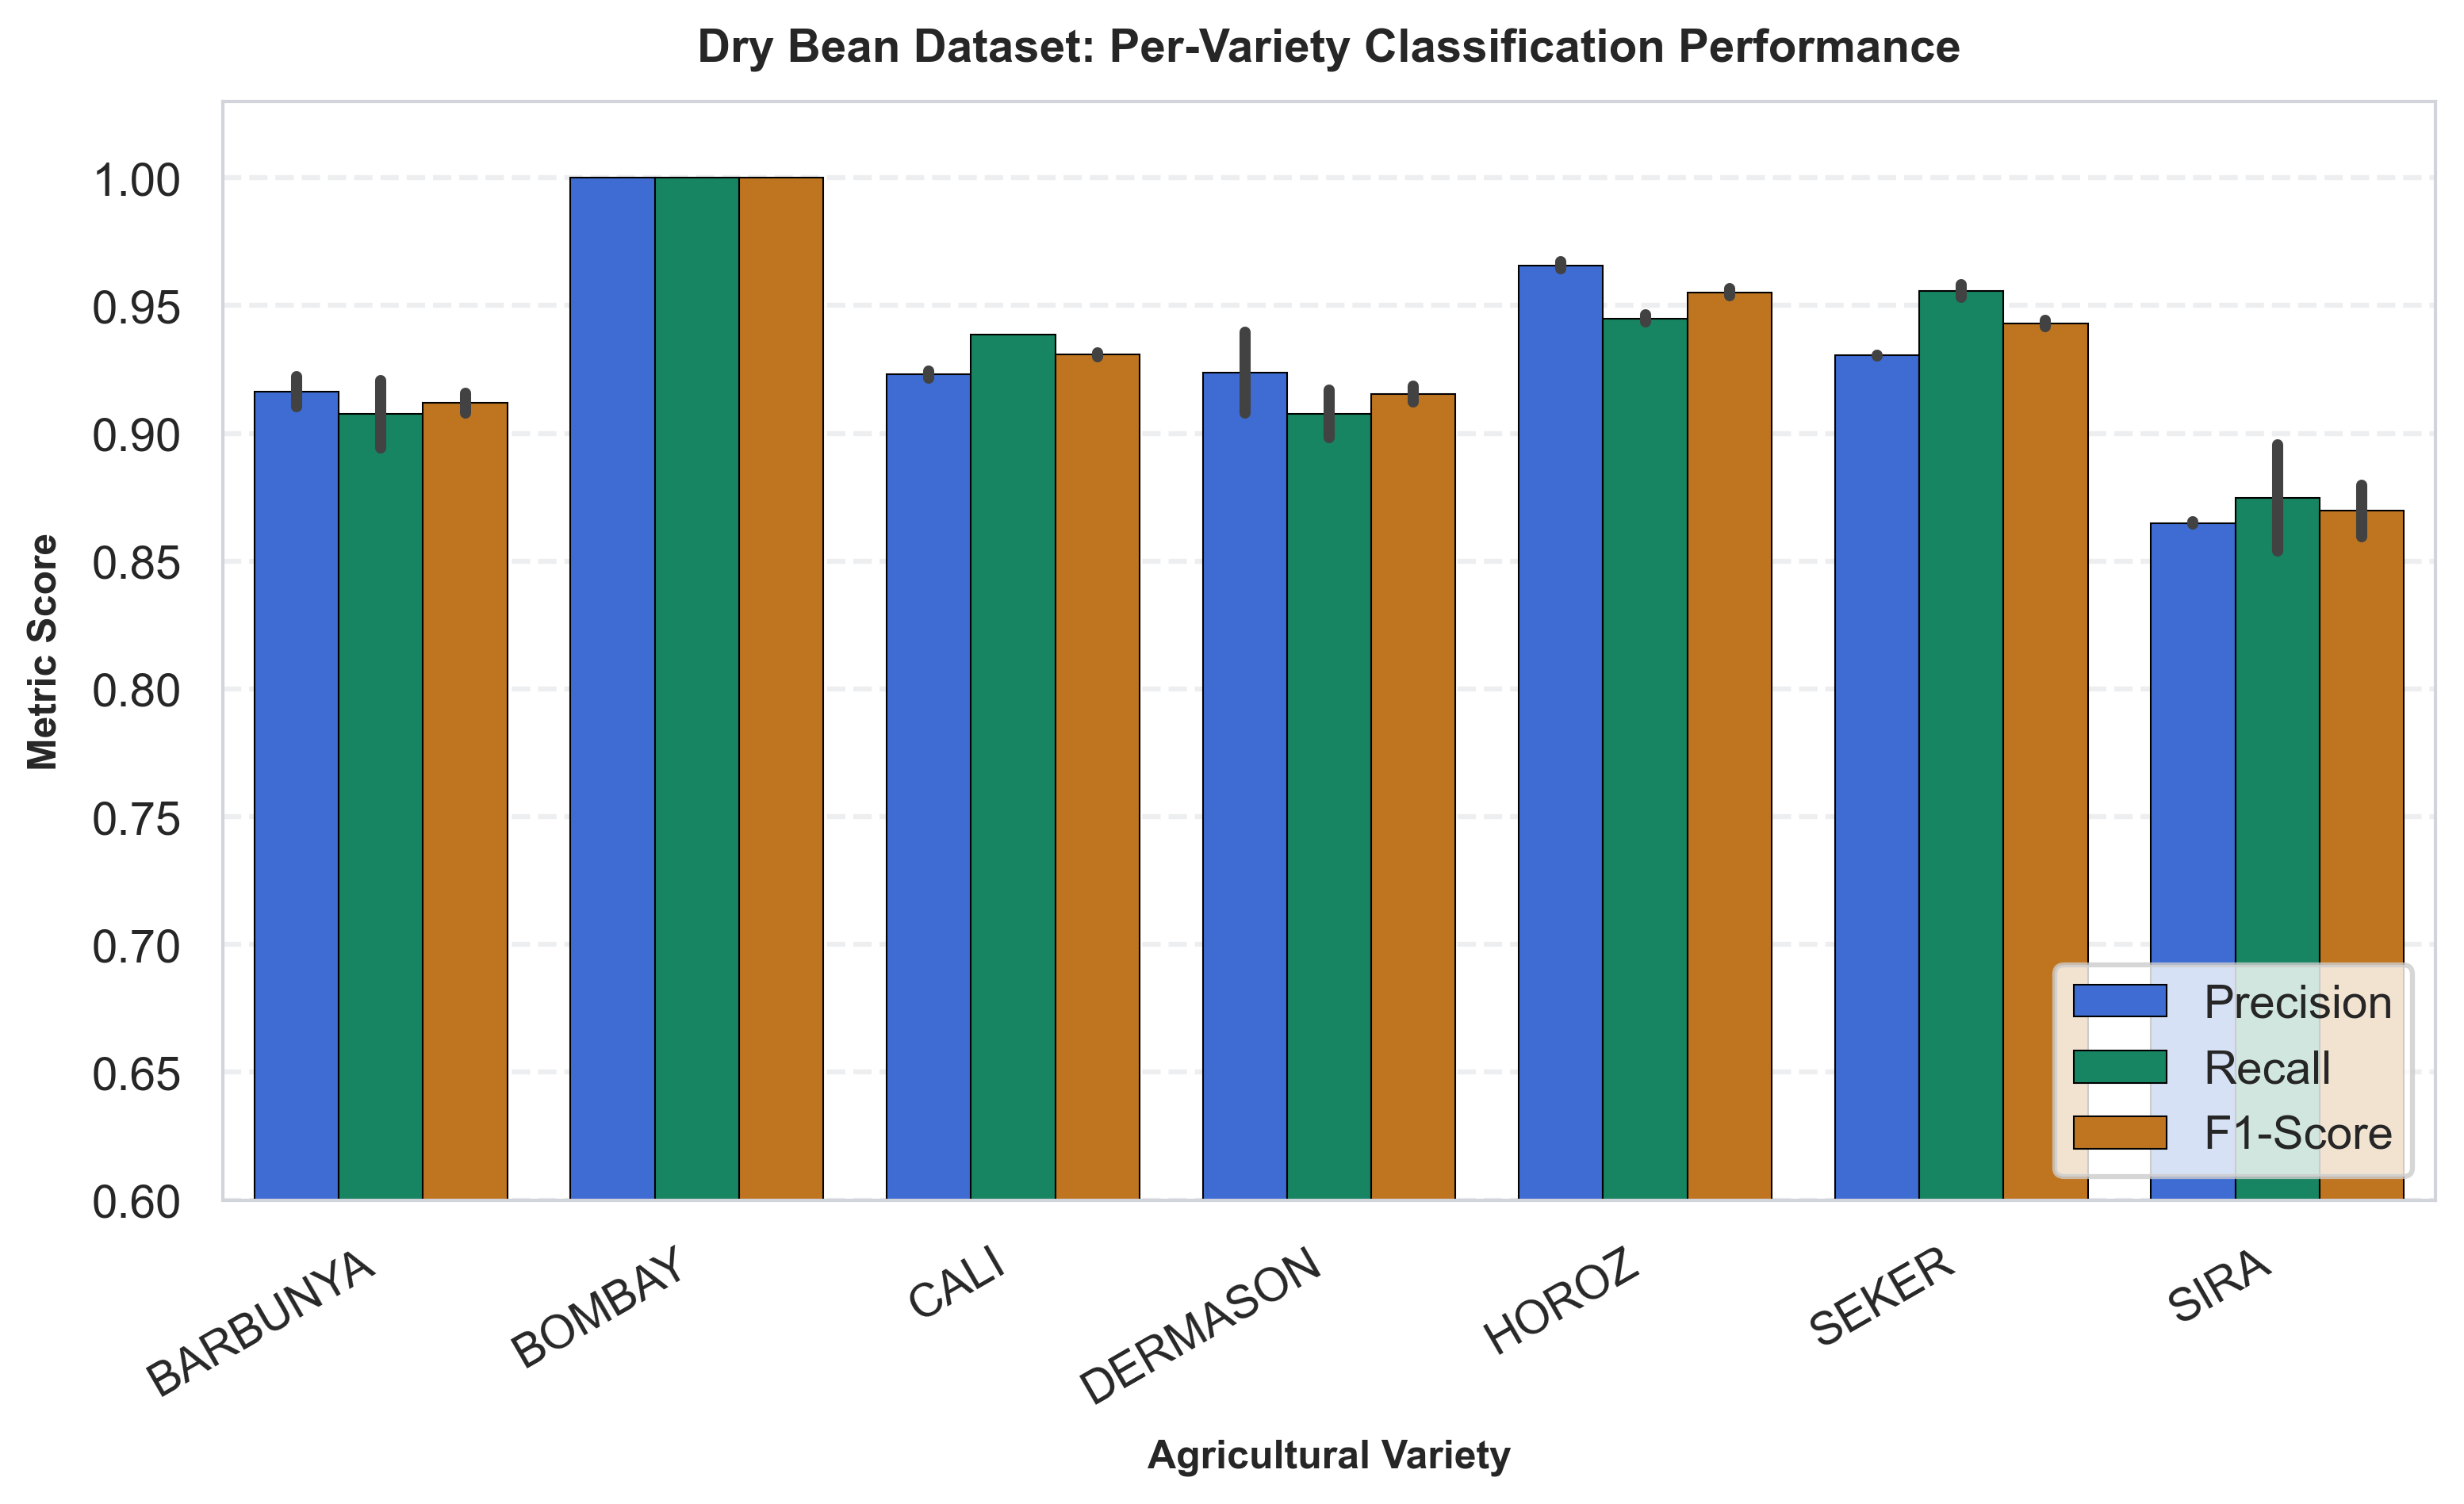 Dry Bean Dataset: Per-Variety Classification Performance
Metric Score
1.00
0.95
0.90
0.85
0.80
0.75
0.70
0.65
0.60
Precision
Recall
F1-Score
BARBUNYA
BOMBAY
CALI
DERMASON
HOROZ
SEKER
SIRA
Agricultural Variety